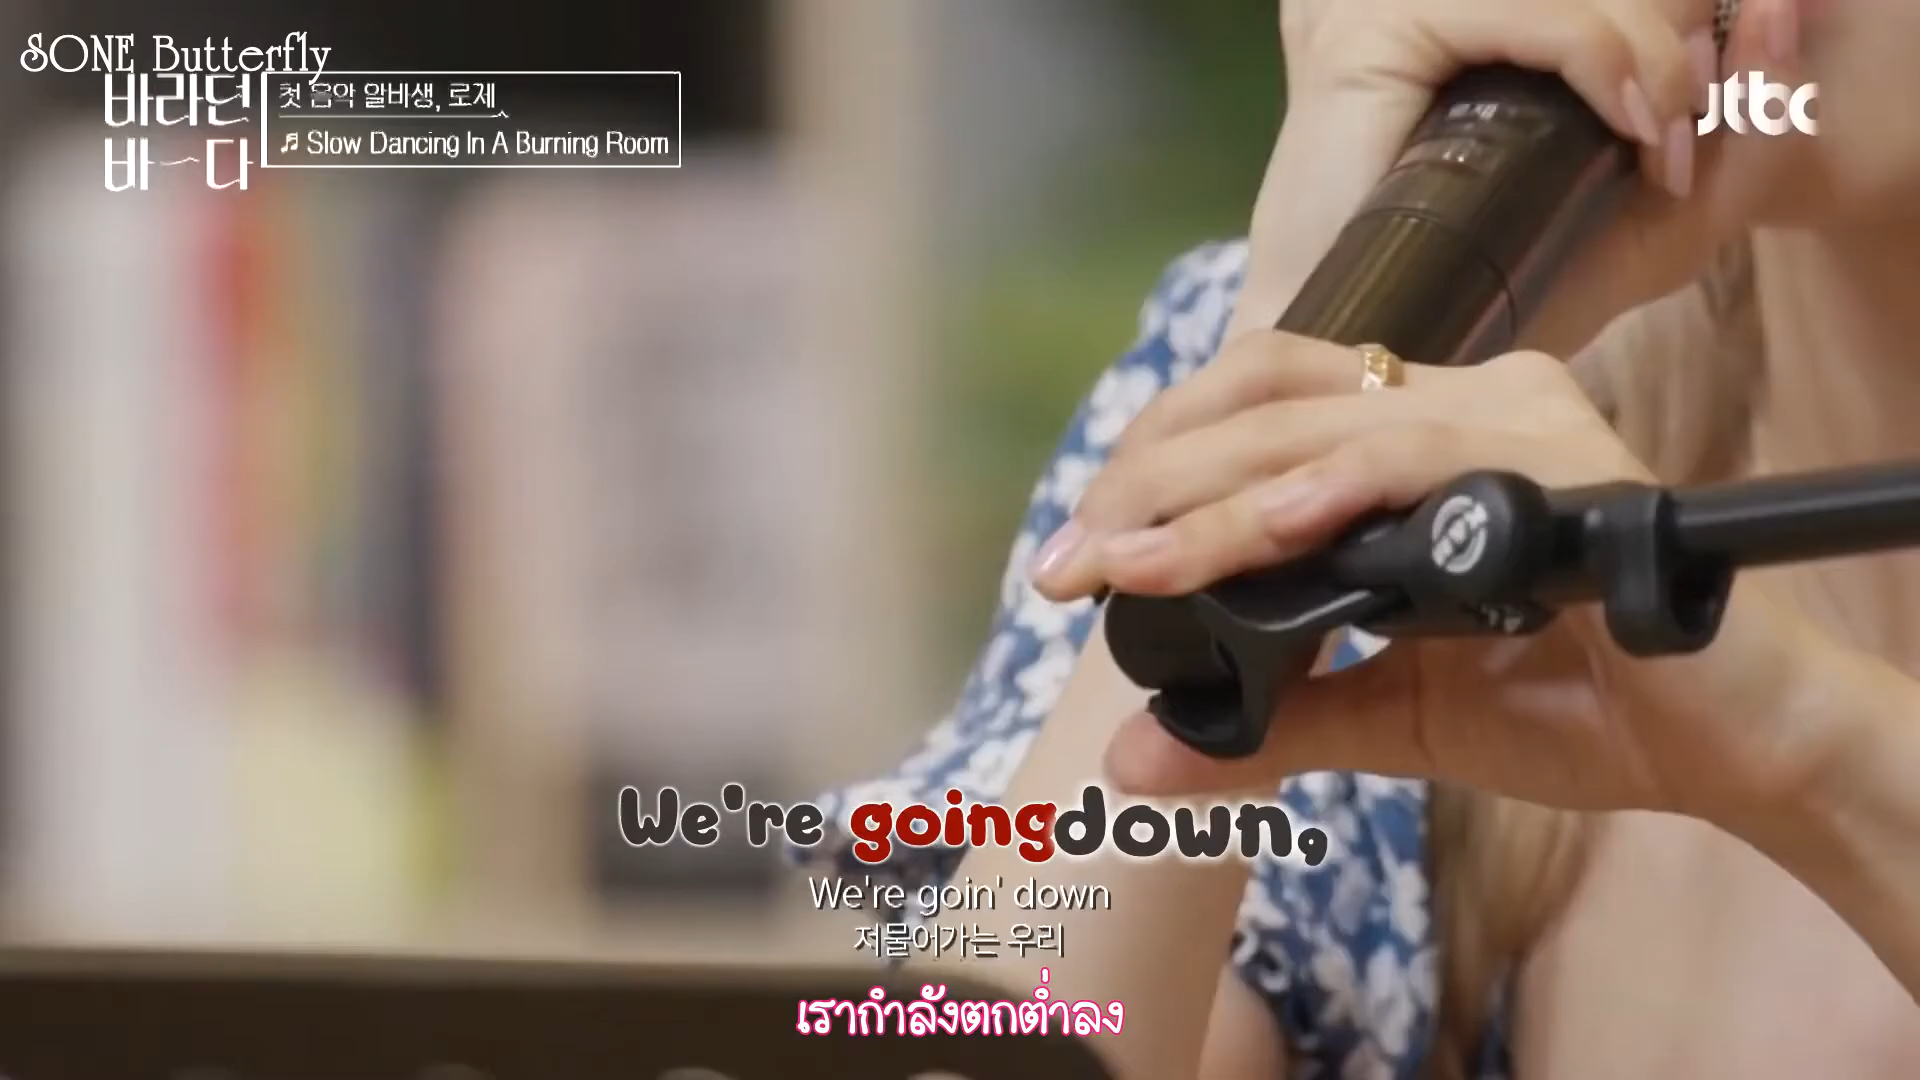 SONE Butterfly
바라던
바다
첫 음악 알바생, 로제
♬ Slow Dancing In A Burning Room
jtbc
We're going down,
We're goin' down
저물어가는 우리
เรากำลังตกต่ำลง